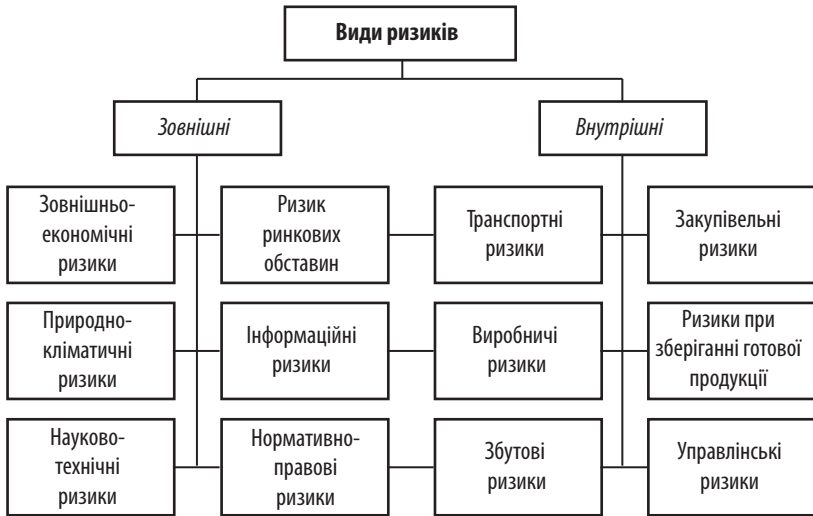 Види ризиків
Зовнішні
Внутрішні
Зовнішньо-
економічні
ризики
Ризик
ринкових
обставин
Транспортні
ризики
Закупівельні
ризики
Природно-
кліматичні
ризики
Інформаційні
ризики
Виробничі
ризики
Ризики при
зберіганні готової
продукції
Науково-
технічні
ризики
Нормативно-
правові
ризики
Збутові
ризики
Управлінські
ризики